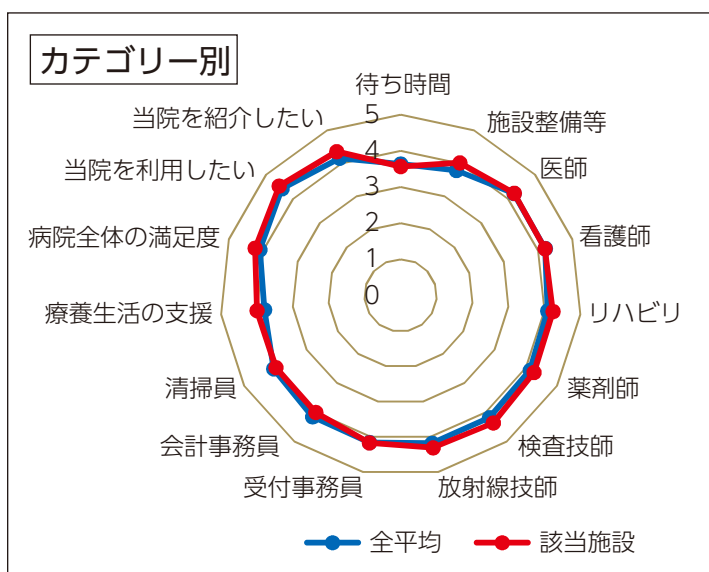 カテゴリー別
待ち時間
施設整備等
医師
看護師
リハビリ
薬剤師
検査技師
放射線技師
受付事務員
会計事務員
清掃員
療養生活の支援
病院全体の満足度
当院を利用したい
当院を紹介したい
5
4
3
2
1
0
全平均
該当施設